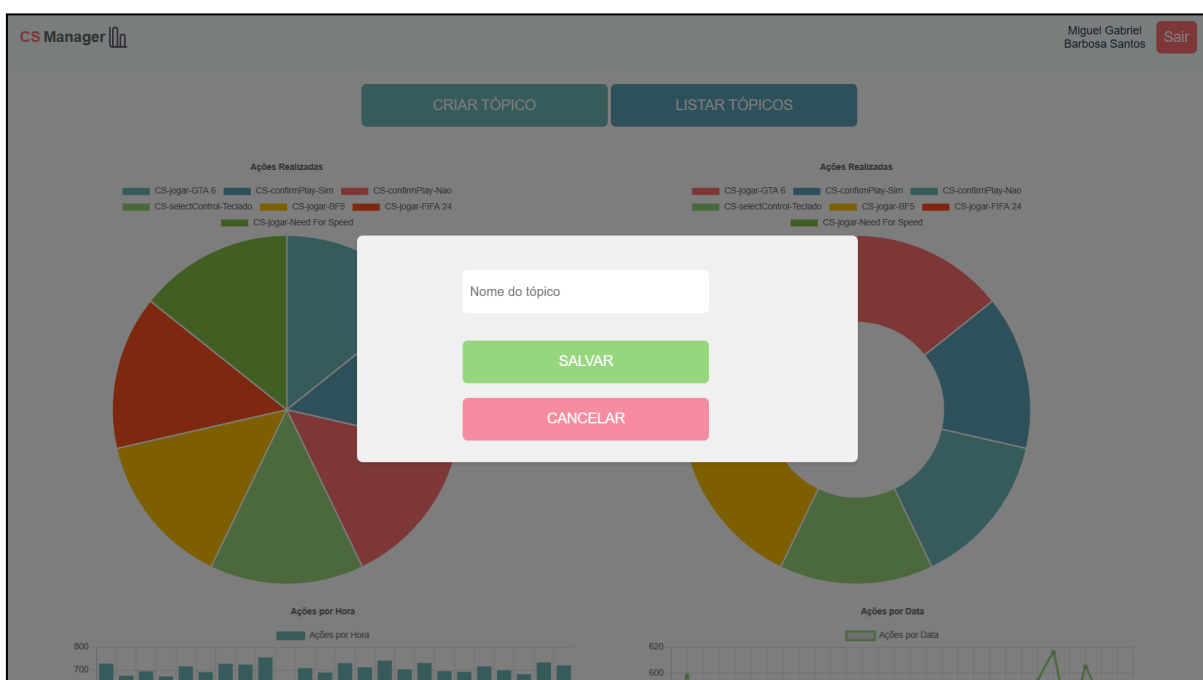 CS Manager
Miguel Gabriel
Barbosa Santos
Sair
CRIAR TÓPICO
LISTAR TÓPICOS
Ações Realizadas
CS-jogar-GTA 6 CS-confirmPlay-Sim CS-confirmPlay-Nao
CS-selectControl-Teclado CS-jogar-BF5 CS-jogar-FIFA 24
CS-jogar-Need For Speed
Ações Realizadas
CS-jogar-GTA 6 CS-confirmPlay-Sim CS-confirmPlay-Nao
CS-selectControl-Teclado CS-jogar-BF5 CS-jogar-FIFA 24
CS-jogar-Need For Speed
Nome do tópico
SALVAR
CANCELAR
Ações por Hora
Ações por Hora
800
700
Ações por Data
Ações por Data
620
600